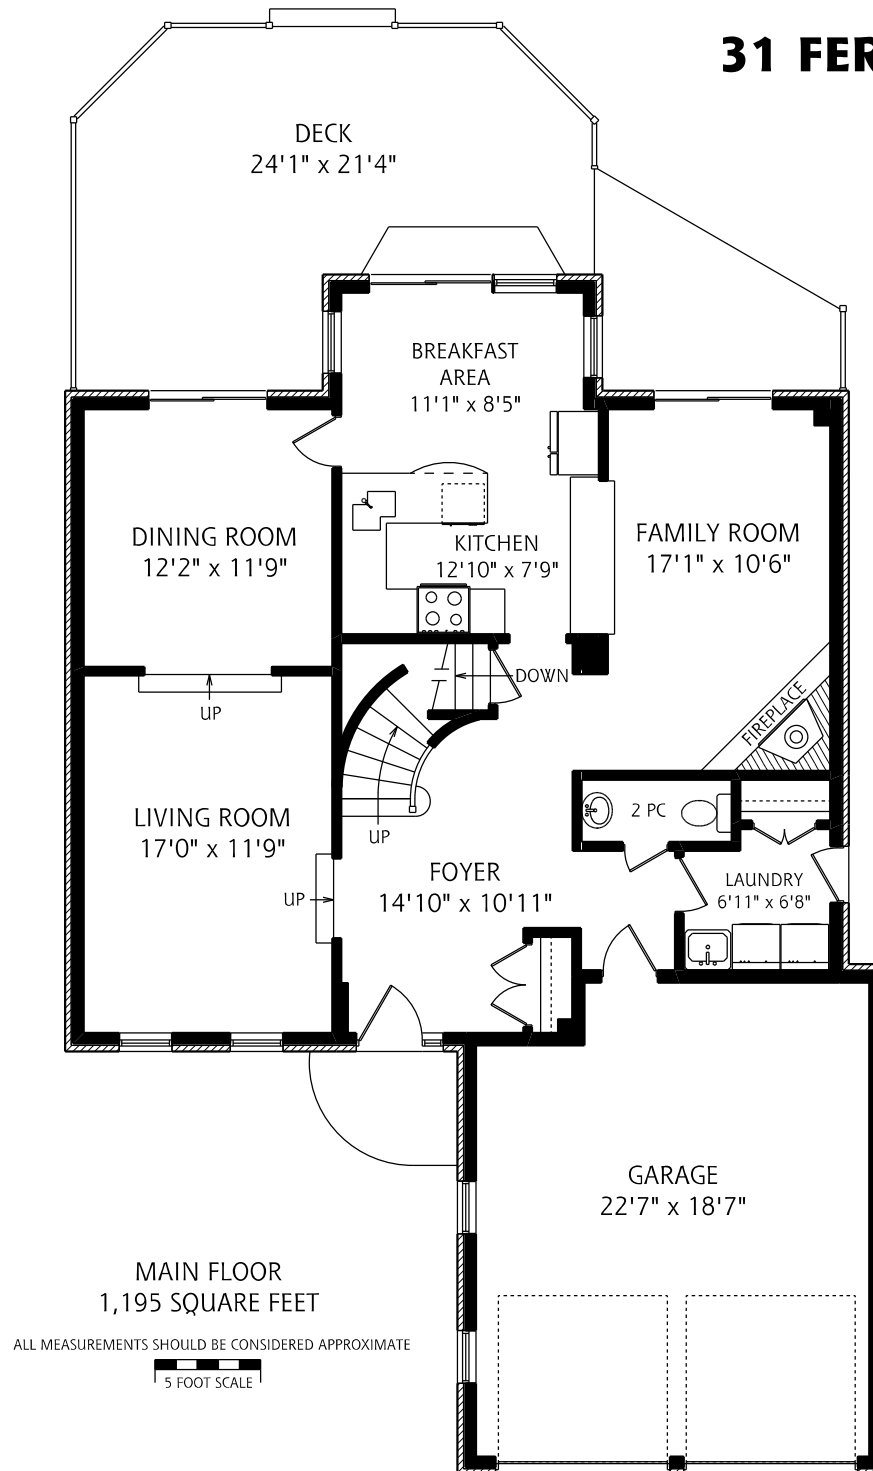 31 FER
DECK
24'1" x 21'4"
BREAKFAST
AREA
11'1" x 8'5"
DINING ROOM
12'2" x 11'9"
KITCHEN
12'10" x 7'9"
FAMILY ROOM
17'1" x 10'6"
DOWN
UP
FIREPLACE
LIVING ROOM
17'0" x 11'9"
UP
2 PC
UP
FOYER
14'10" x 10'11"
LAUNDRY
6'11" x 6'8"
GARAGE
22'7" x 18'7"
MAIN FLOOR
1,195 SQUARE FEET
ALL MEASUREMENTS SHOULD BE CONSIDERED APPROXIMATE
5 FOOT SCALE